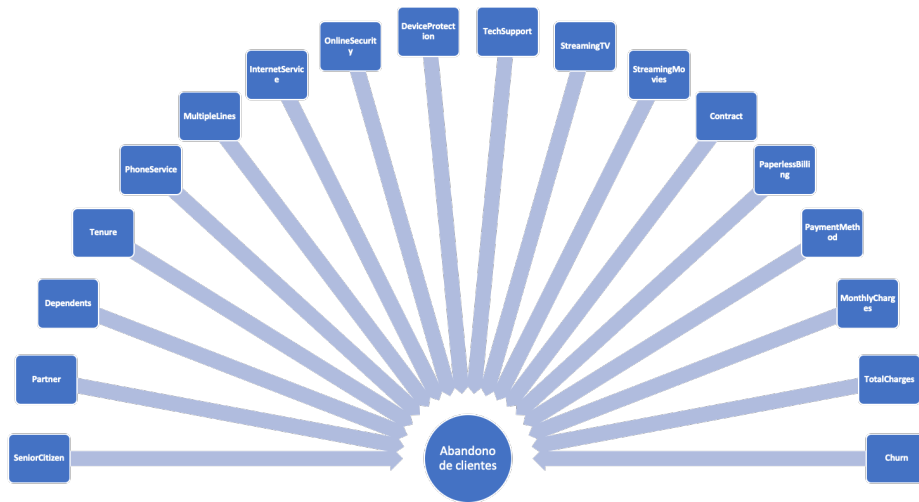 SeniorCitizen
Partner
Dependents
Tenure
PhoneService
MultipleLines
InternetServic
e
OnlineSecurit
y
DeviceProtect
ion
TechSupport
StreamingTV
StreamingMo
vies
Contract
PaperlessBilli
ng
PaymentMeth
od
MonthlyCharg
es
TotalCharges
Churn
Abandono
de clientes